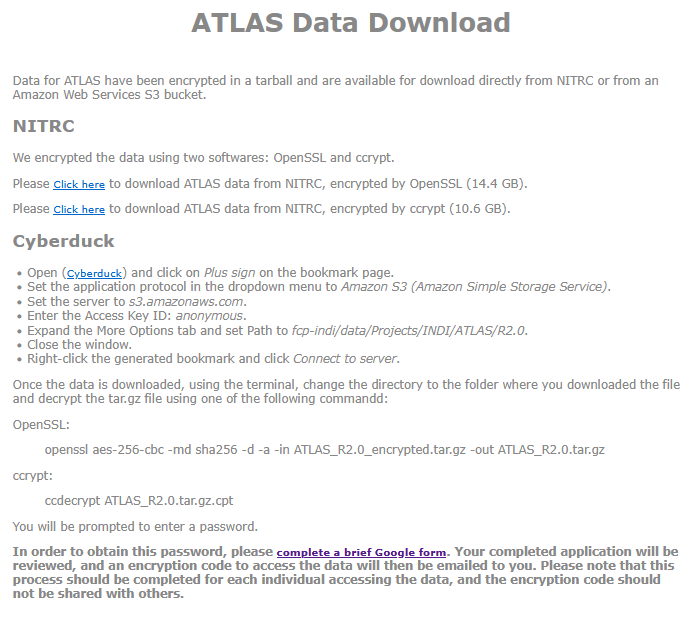 ATLAS Data Download
Data for ATLAS have been encrypted in a tarball and are available for download directly from NITRC or from an
Amazon Web Services S3 bucket.
NITRC
We encrypted the data using two softwares: OpenSSL and ccrypt.
Please Click here to download ATLAS data from NITRC, encrypted by OpenSSL (14.4 GB).
Please Click here to download ATLAS data from NITRC, encrypted by ccrypt (10.6 GB).
Cyberduck
• Open (Cyberduck) and click on Plus sign on the bookmark page.
• Set the application protocol in the dropdown menu to Amazon S3 (Amazon Simple Storage Service).
• Set the server to s3.amazonaws.com.
• Enter the Access Key ID: anonymous.
• Expand the More Options tab and set Path to fcp-indi/data/Projects/INDI/ATLAS/R2.0.
• Close the window.
• Right-click the generated bookmark and click Connect to server.
Once the data is downloaded, using the terminal, change the directory to the folder where you downloaded the file
and decrypt the tar.gz file using one of the following commandd:
OpenSSL:
openssl aes-256-cbc -md sha256 -d -a -in ATLAS_R2.0_encrypted.tar.gz -out ATLAS_R2.0.tar.gz
ccrypt:
ccdecrypt ATLAS_R2.0.tar.gz.cpt
You will be prompted to enter a password.
In order to obtain this password, please complete a brief Google form. Your completed application will be
reviewed, and an encryption code to access the data will then be emailed to you. Please note that this
process should be completed for each individual accessing the data, and the encryption code should
not be shared with others.